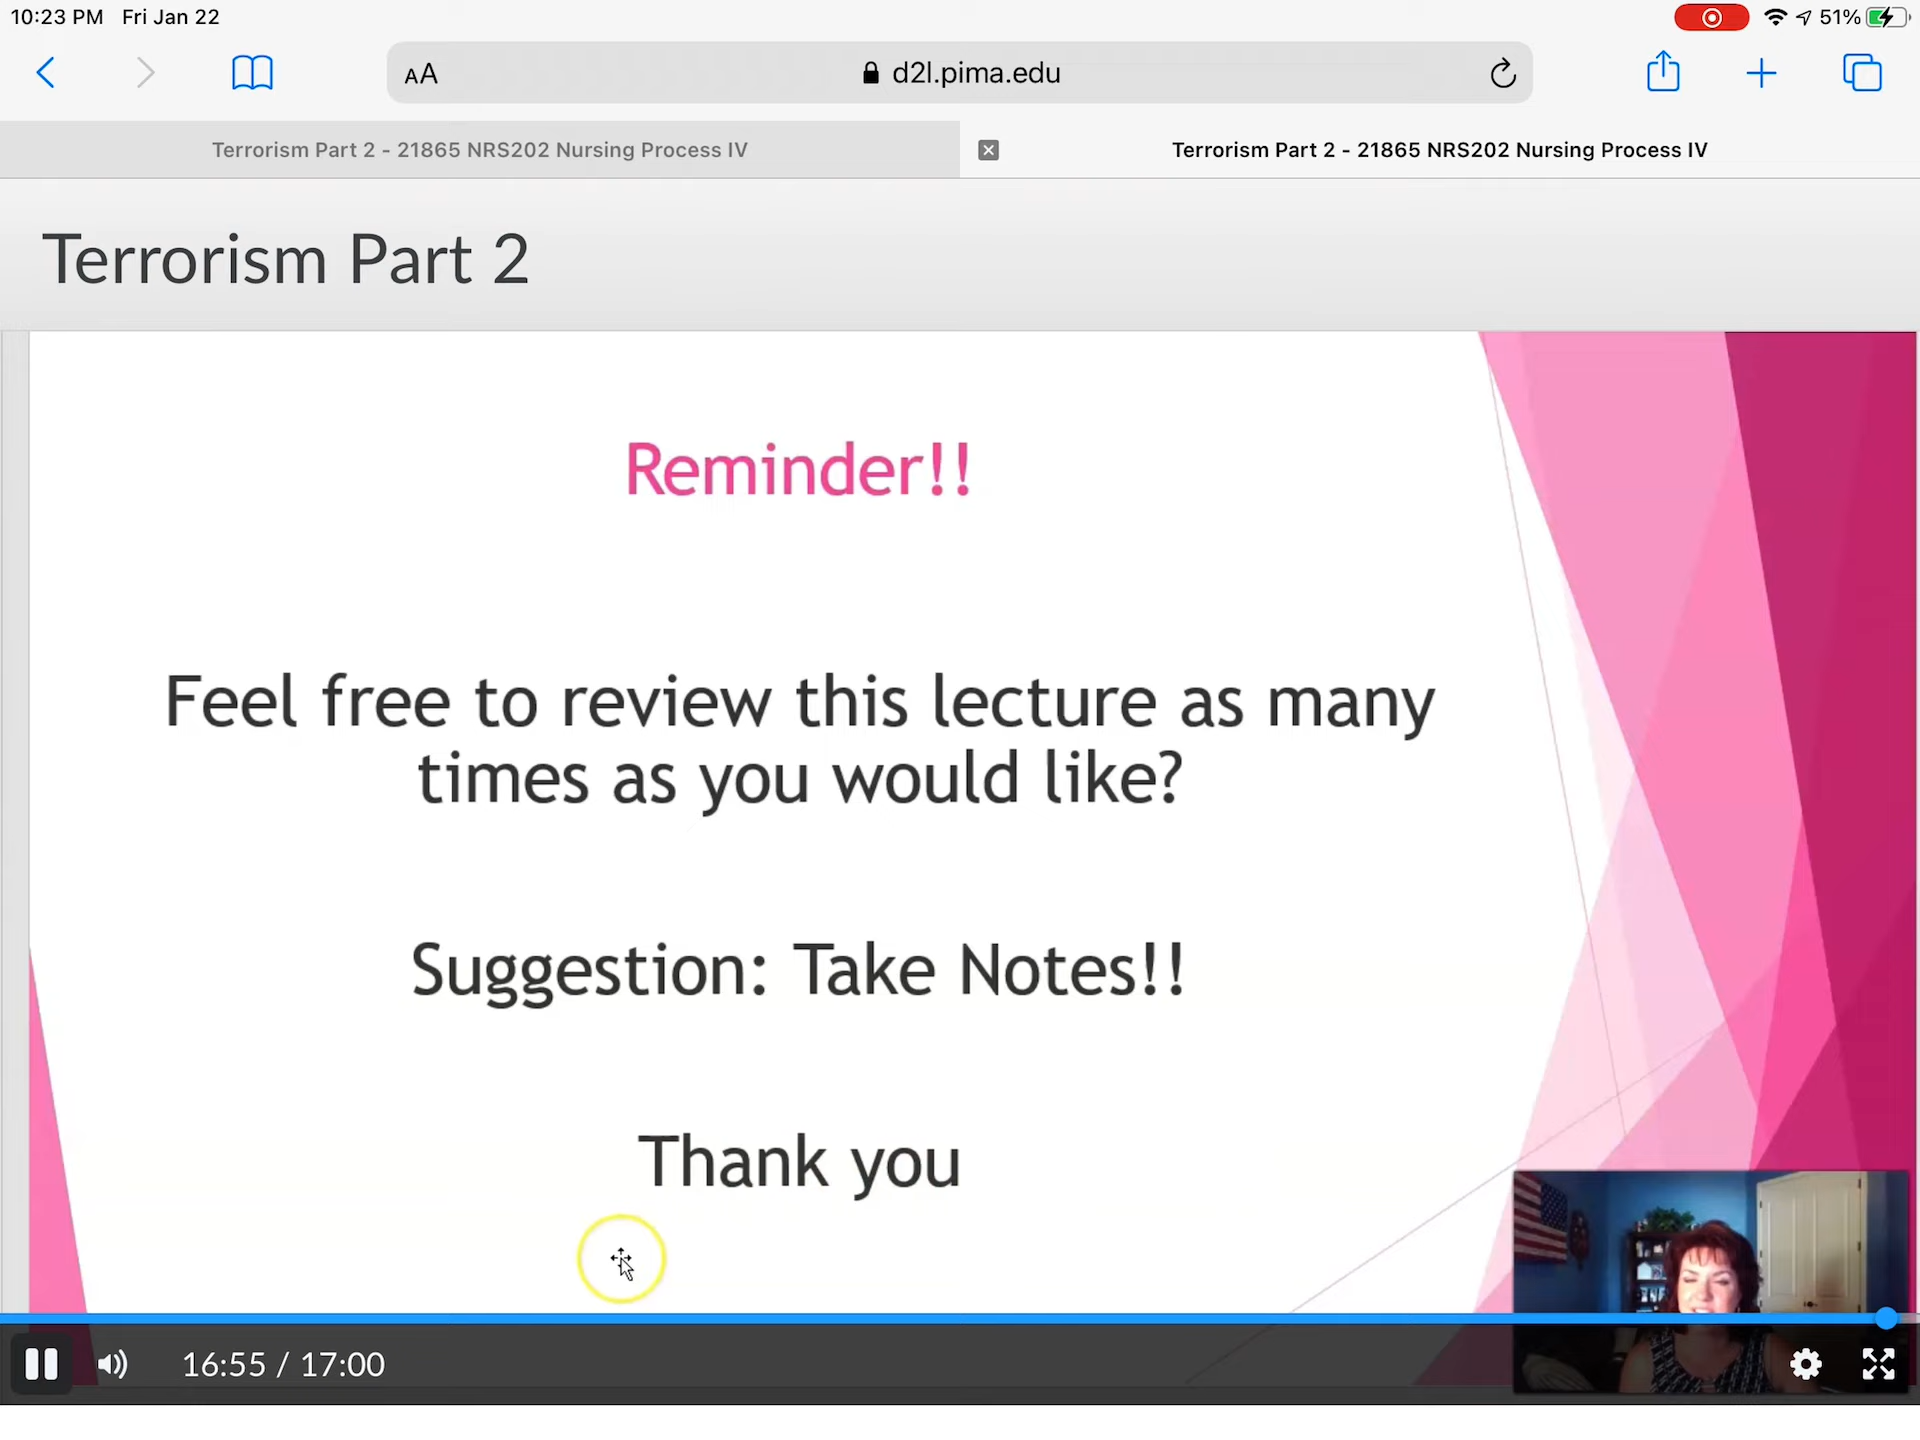 10:23 PM Fri Jan 22
51%
AA
d2l.pima.edu
Terrorism Part 2 - 21865 NRS202 Nursing Process IV
Terrorism Part 2 - 21865 NRS202 Nursing Process IV
Terrorism Part 2
Reminder!!
Feel free to review this lecture as many
times as you would like?
Suggestion: Take Notes!!
Thank you
16:55 / 17:00